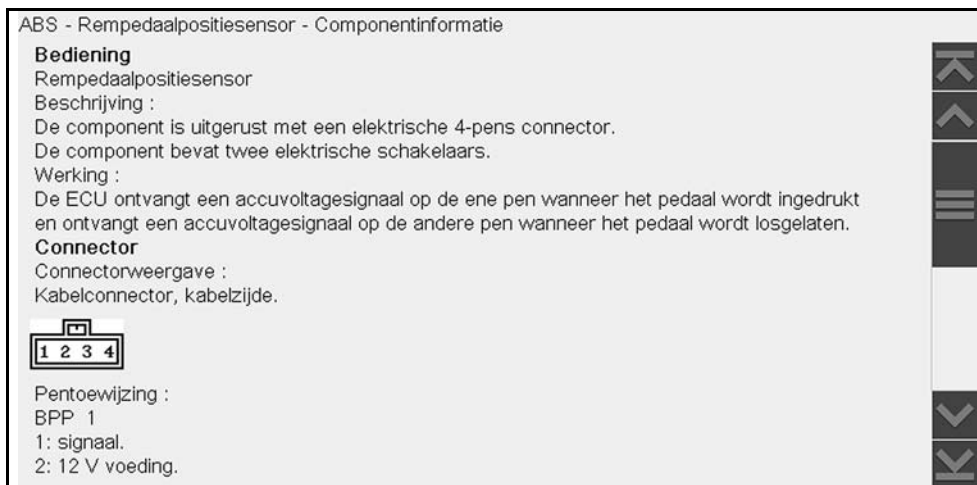 ABS - Rempedaalpositiesensor - Componentinformatie
Bediening
Rempedaalpositiesensor
Beschrijving :
De component is uitgerust met een elektrische 4-pens connector.
De component bevat twee elektrische schakelaars.
Werking :
De ECU ontvangt een accuvoltagesignaal op de ene pen wanneer het pedaal wordt ingedrukt
en ontvangt een accuvoltagesignaal op de andere pen wanneer het pedaal wordt losgelaten.
Connector
Connectorweergave :
Kabelconnector, kabelzijde.
1 2 3 4
Pentoewijzing :
BPP 1
1: signaal.
2: 12 V voeding.